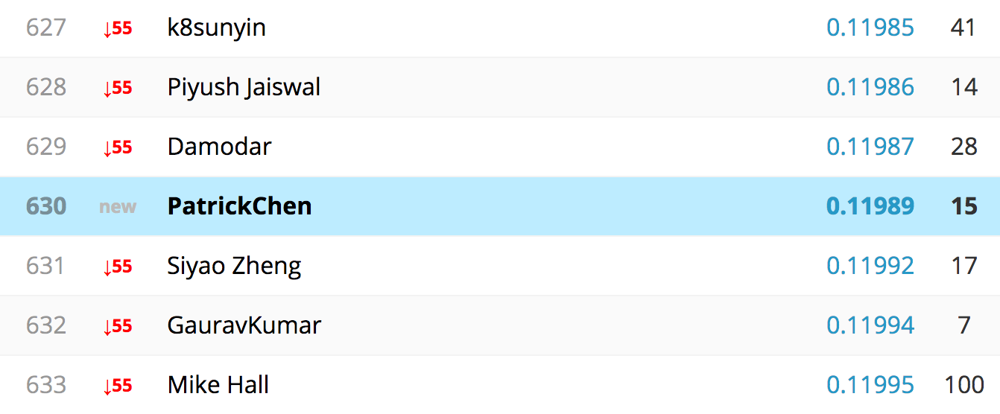 627 ↓55 k8sunyin 0.11985 41
628 ↓55 Piyush Jaiswal 0.11986 14
629 ↓55 Damodar 0.11987 28
630 new PatrickChen 0.11989 15
631 ↓55 Siyao Zheng 0.11992 17
632 ↓55 GauravKumar 0.11994 7
633 ↓55 Mike Hall 0.11995 100